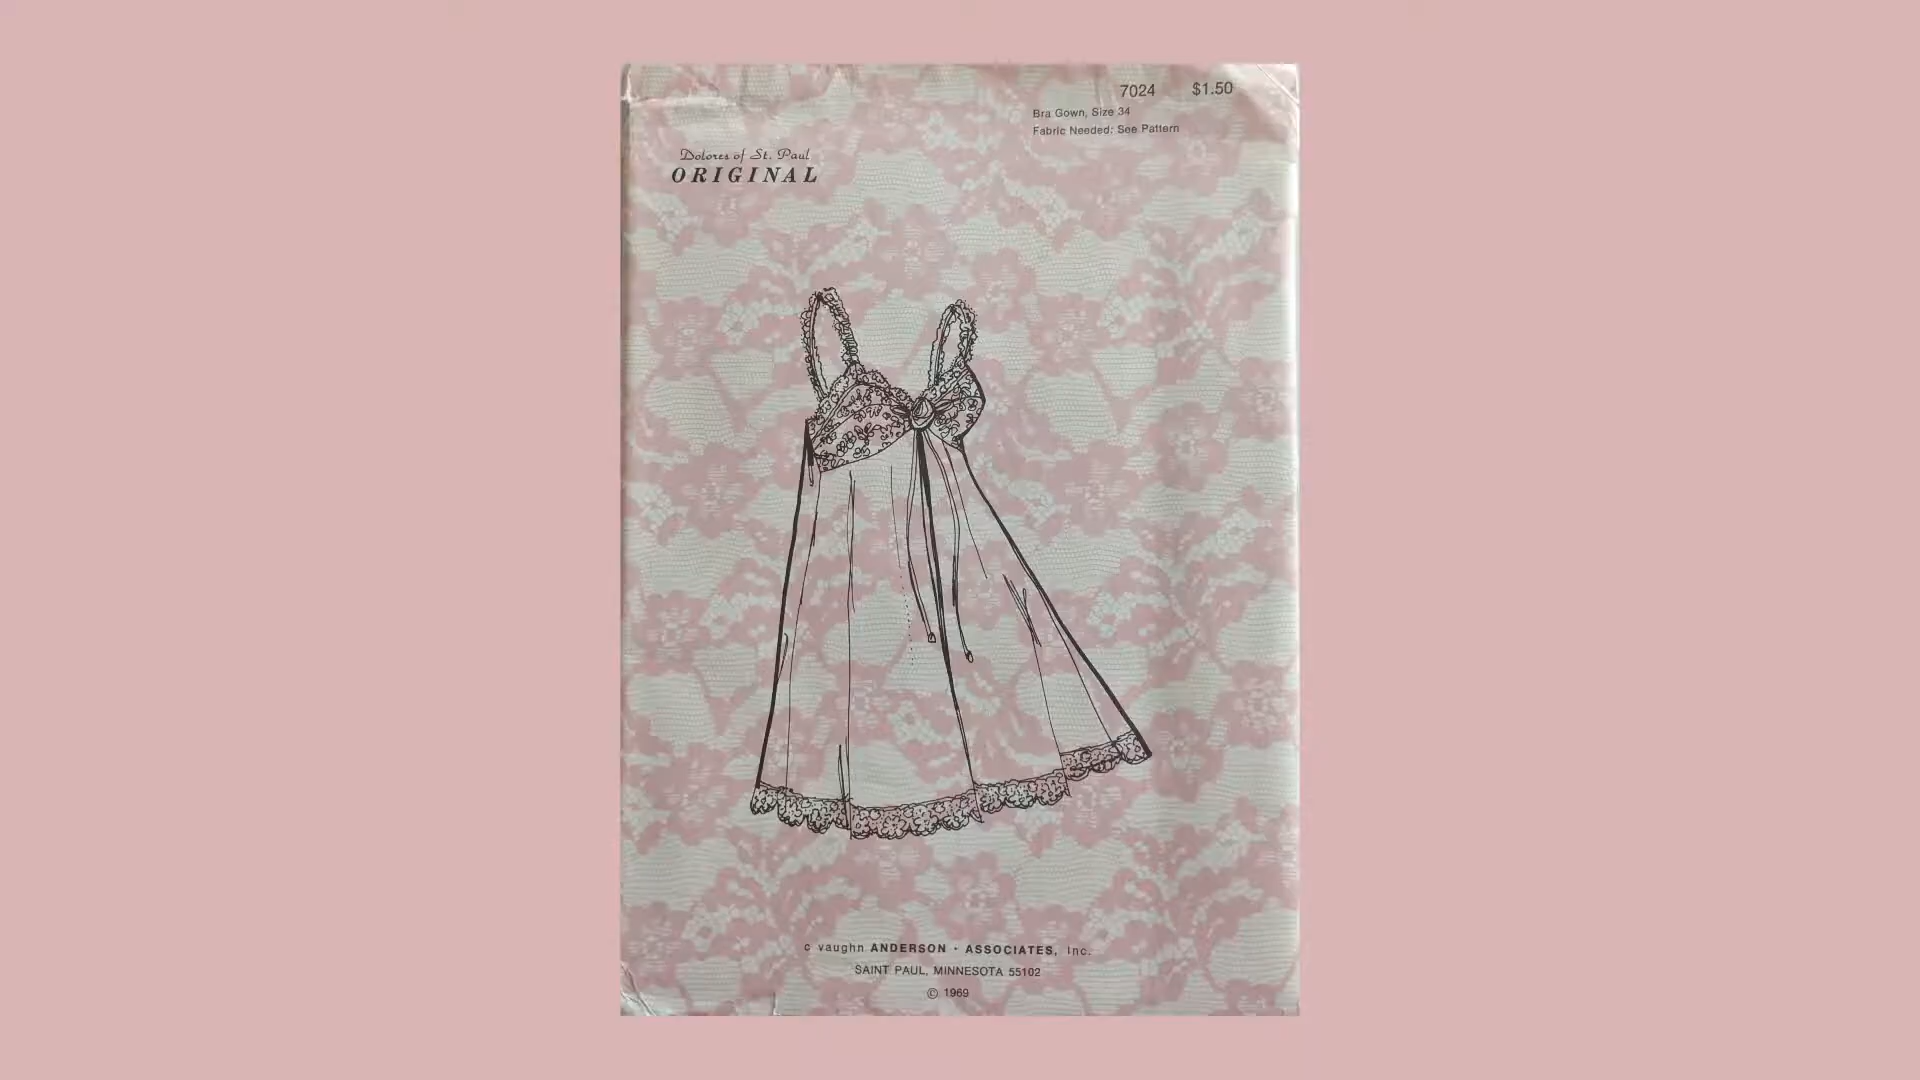 7024 $1.50
Bra Gown, Size 34
Fabric Needed: See Pattern
Dolores of St. Paul
ORIGINAL
c vaughn ANDERSON · ASSOCIATES, Inc.
SAINT PAUL, MINNESOTA 55102
© 1969